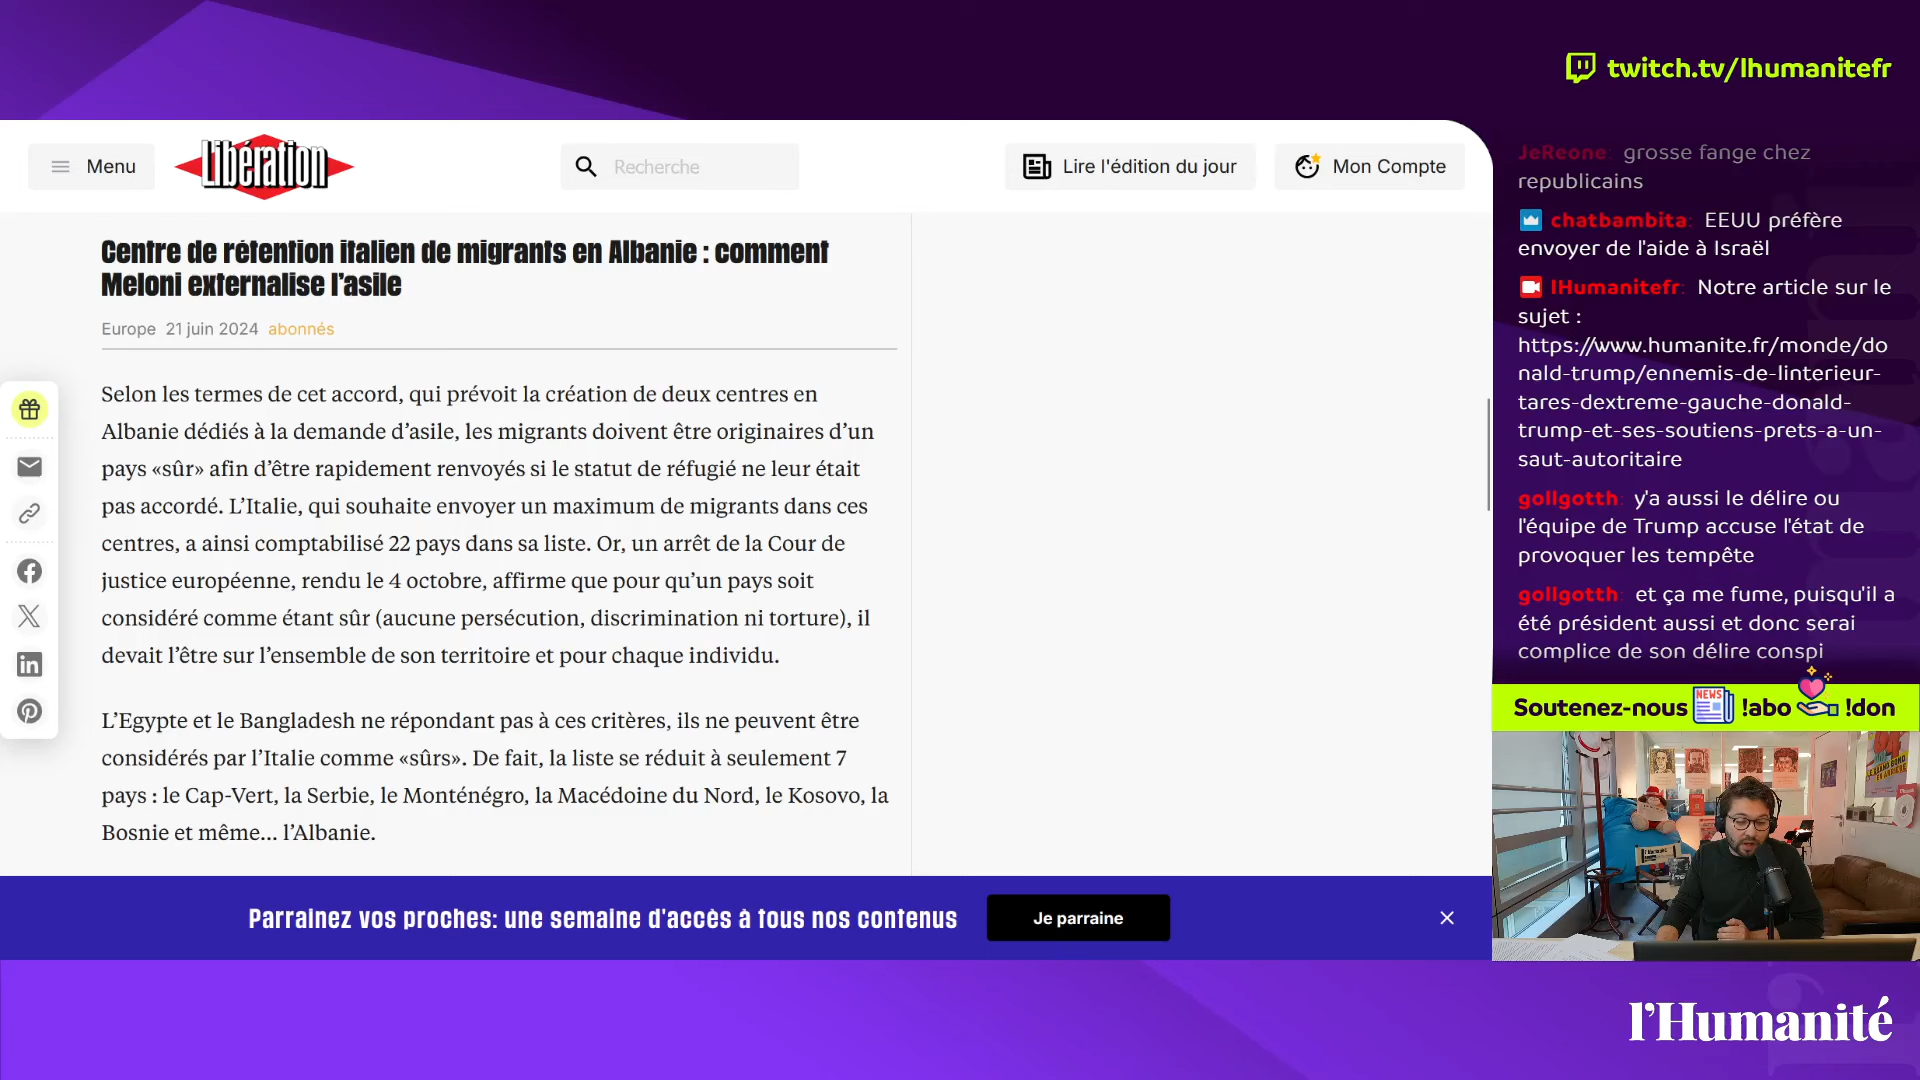 twitch.tv/lhumanitefr
Menu
Libération
Recherche
Lire l'édition du jour
Mon Compte
Centre de rétention italien de migrants en Albanie : comment
Meloni externalise l'asile
Europe 21 juin 2024 abonnés
Selon les termes de cet accord, qui prévoit la création de deux centres en
Albanie dédiés à la demande d’asile, les migrants doivent être originaires d’un
pays «sûr» afin d’être rapidement renvoyés si le statut de réfugié ne leur était
pas accordé. L’Italie, qui souhaite envoyer un maximum de migrants dans ces
centres, a ainsi comptabilisé 22 pays dans sa liste. Or, un arrêt de la Cour de
justice européenne, rendu le 4 octobre, affirme que pour qu’un pays soit
considéré comme étant sûr (aucune persécution, discrimination ni torture), il
devait l’être sur l’ensemble de son territoire et pour chaque individu.
L’Egypte et le Bangladesh ne répondant pas à ces critères, ils ne peuvent être
considérés par l’Italie comme «sûrs». De fait, la liste se réduit à seulement 7
pays : le Cap-Vert, la Serbie, le Monténégro, la Macédoine du Nord, le Kosovo, la
Bosnie et même... l’Albanie.
Parrainez vos proches: une semaine d'accès à tous nos contenus
Je parraine
JeReone: grosse fange chez
republicains
chatbambita: EEUU préfère
envoyer de l'aide à Israël
lHumanitefr: Notre article sur le
sujet :
https://www.humanite.fr/monde/do
nald-trump/ennemis-de-linterieur-
tares-dextreme-gauche-donald-
trump-et-ses-soutiens-prets-a-un-
saut-autoritaire
gollgotth: y'a aussi le délire ou
l'équipe de Trump accuse l'état de
provoquer les tempête
gollgotth: et ça me fume, puisqu'il a
été président aussi et donc serai
complice de son délire conspi
Soutenez-nous NEWS !abo !don
l'Humanité